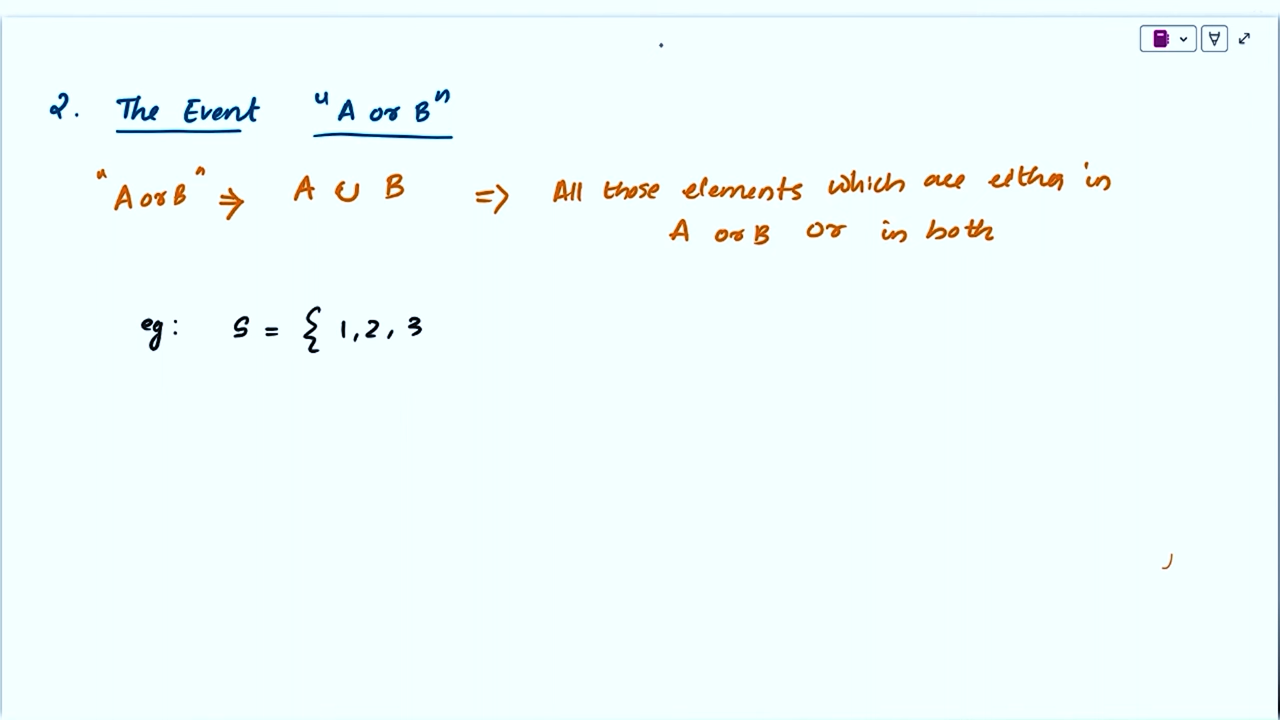 2. The Event "A or B"
"A or B" ⇒ A ∪ B ⇒ All those elements which are either in
A or B or in both
eg: S = { 1, 2, 3